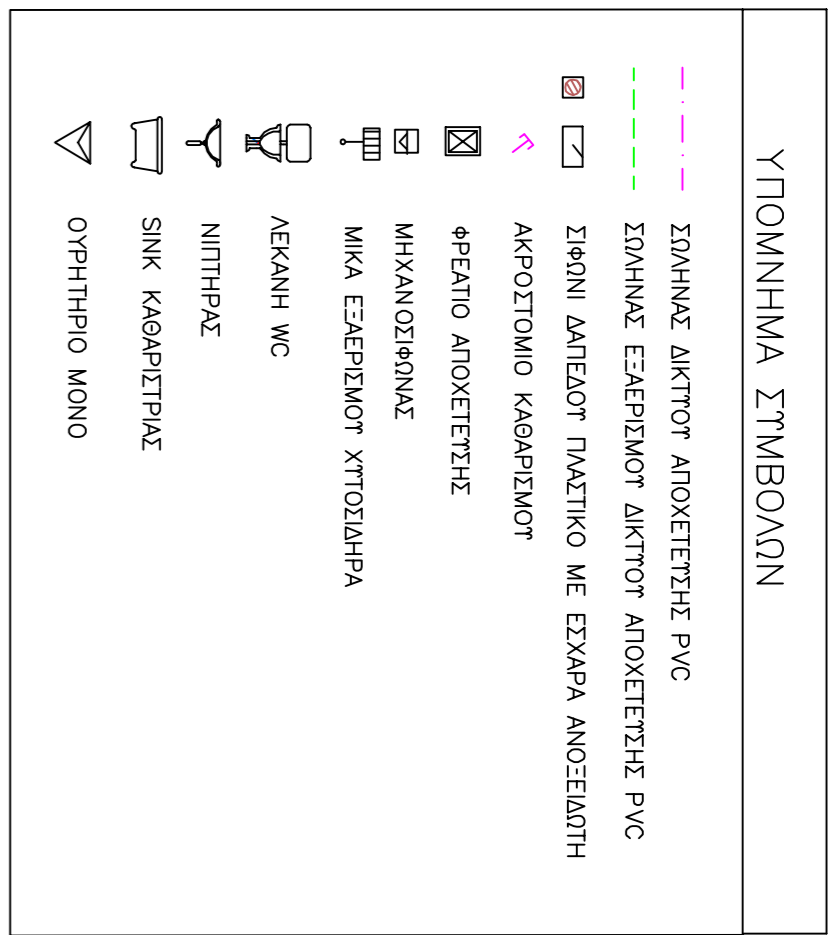 ΥΠΟΜΝΗΜΑ ΣΥΜΒΟΛΩΝ
ΣΩΛΗΝΑΣ ΔΙΚΤΥΟΥ ΑΠΟΧΕΤΕΥΣΗΣ PVC
ΣΩΛΗΝΑΣ ΕΞΑΕΡΙΣΜΟΥ ΔΙΚΤΥΟΥ ΑΠΟΧΕΤΕΥΣΗΣ PVC
ΣΙΦΩΝΙ ΔΑΠΕΔΟΥ ΠΛΑΣΤΙΚΟ ΜΕ ΕΣΧΑΡΑ ΑΝΟΞΕΙΔΩΤΗ
ΑΚΡΟΣΤΟΜΙΟ ΚΑΘΑΡΙΣΜΟΥ
ΦΡΕΑΤΙΟ ΑΠΟΧΕΤΕΥΣΗΣ
ΜΗΧΑΝΟΣΙΦΩΝΑΣ
ΜΙΚΑ ΕΞΑΕΡΙΣΜΟΥ ΧΥΤΟΣΙΔΗΡΑ
ΛΕΚΑΝΗ WC
ΝΙΠΤΗΡΑΣ
SINK ΚΑΘΑΡΙΣΤΡΙΑΣ
ΟΥΡΗΤΗΡΙΟ ΜΟΝΟ